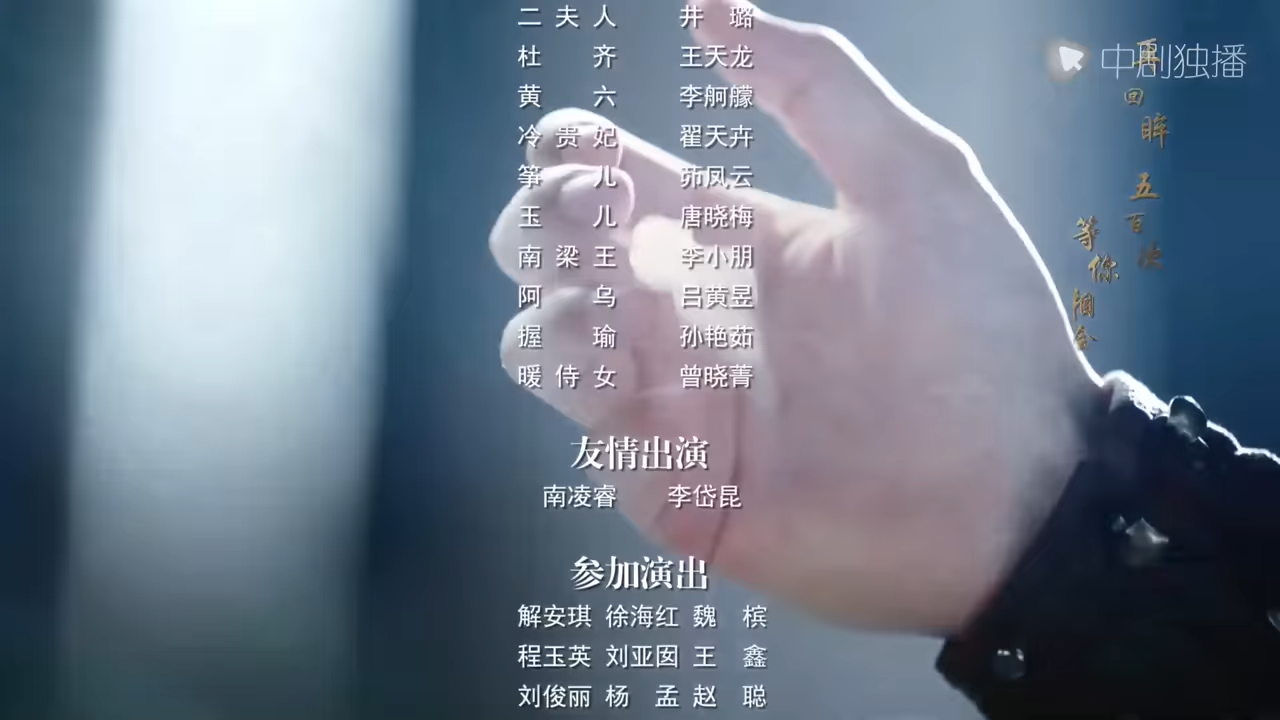 二夫人 井璐
杜齐 王天龙
黄六 李舸艨
冷贵妃 翟天卉
筝儿 茆凤云
玉儿 唐晓梅
南梁王 李小朋
阿乌 吕黄昱
握瑜 孙艳茹
暖侍女 曾晓菁
友情出演
南凌睿 李岱昆
参加演出
解安琪 徐海红 魏槟
程玉英 刘亚囡 王鑫
刘俊丽 杨孟 赵聪
中剧独播
再回眸
五百次
等你